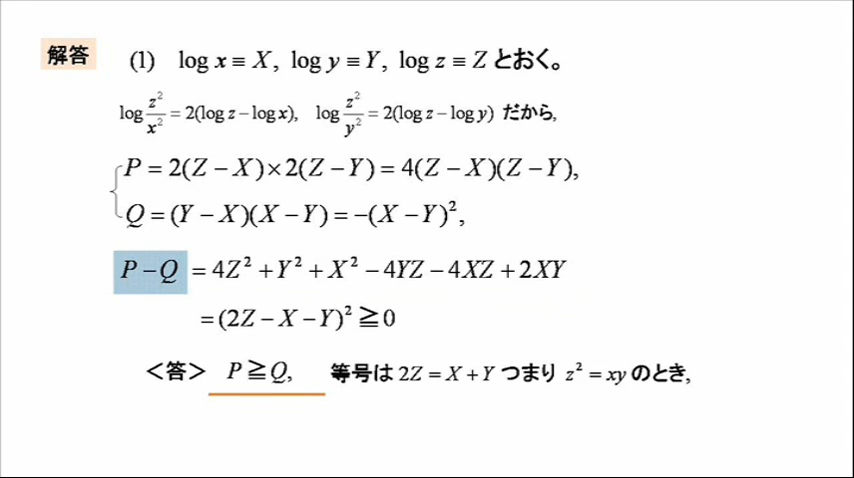 解答 (1) log x = X, log y = Y, log z = Z とおく。
log z²/x² = 2(log z − log x), log z²/y² = 2(log z − log y) だから,
P = 2(Z − X)×2(Z − Y) = 4(Z − X)(Z − Y),
Q = (Y − X)(X − Y) = −(X − Y)²,
P − Q = 4Z² + Y² + X² − 4YZ − 4XZ + 2XY
= (2Z − X − Y)² ≧ 0
＜答＞ P ≧ Q, 等号は 2Z = X + Y つまり z² = xy のとき,